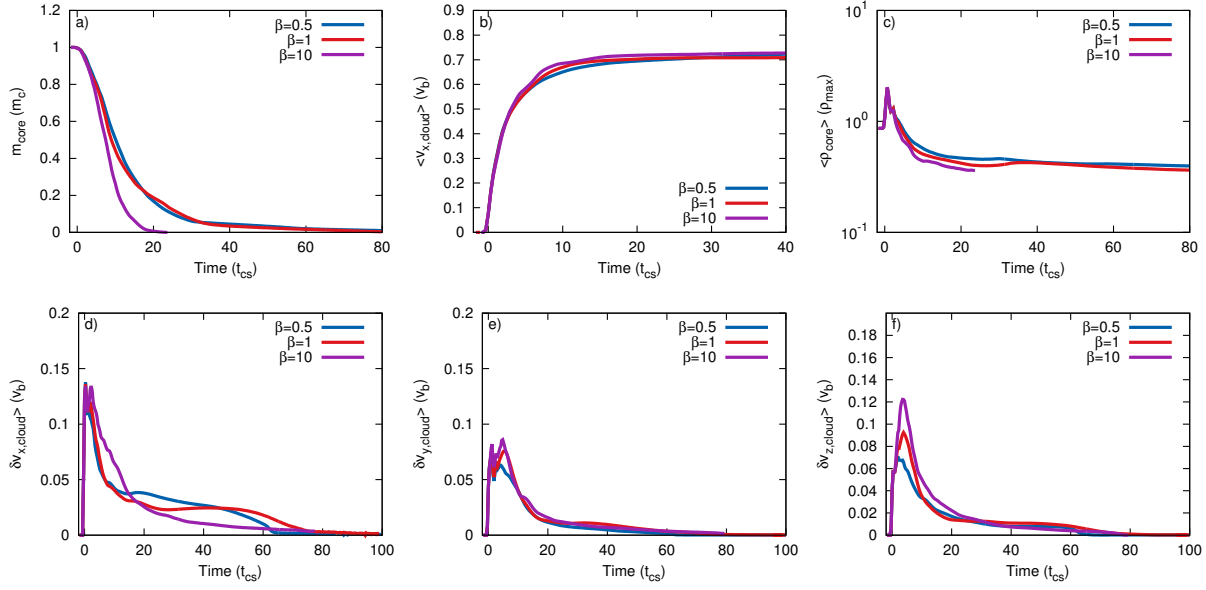 a)
β=0.5
β=1
β=10
m_core (m_c)
1.2
1
0.8
0.6
0.4
0.2
0
0 20 40 60 80
Time (t_cs)
b)
β=0.5
β=1
β=10
<v_x,cloud> (v_b)
0.9
0.8
0.7
0.6
0.5
0.4
0.3
0.2
0.1
0
0 10 20 30 40
Time (t_cs)
c)
β=0.5
β=1
β=10
<ρ_core> (ρ_max)
10^1
10^0
10^-1
0 20 40 60 80
Time (t_cs)
d)
β=0.5
β=1
β=10
δv_x,cloud> (v_b)
0.2
0.15
0.1
0.05
0
0 20 40 60 80 100
Time (t_cs)
e)
β=0.5
β=1
β=10
δv_y,cloud> (v_b)
0.2
0.15
0.1
0.05
0
0 20 40 60 80 100
Time (t_cs)
f)
β=0.5
β=1
β=10
δv_z,cloud> (v_b)
0.18
0.16
0.14
0.12
0.1
0.08
0.06
0.04
0.02
0
0 20 40 60 80 100
Time (t_cs)